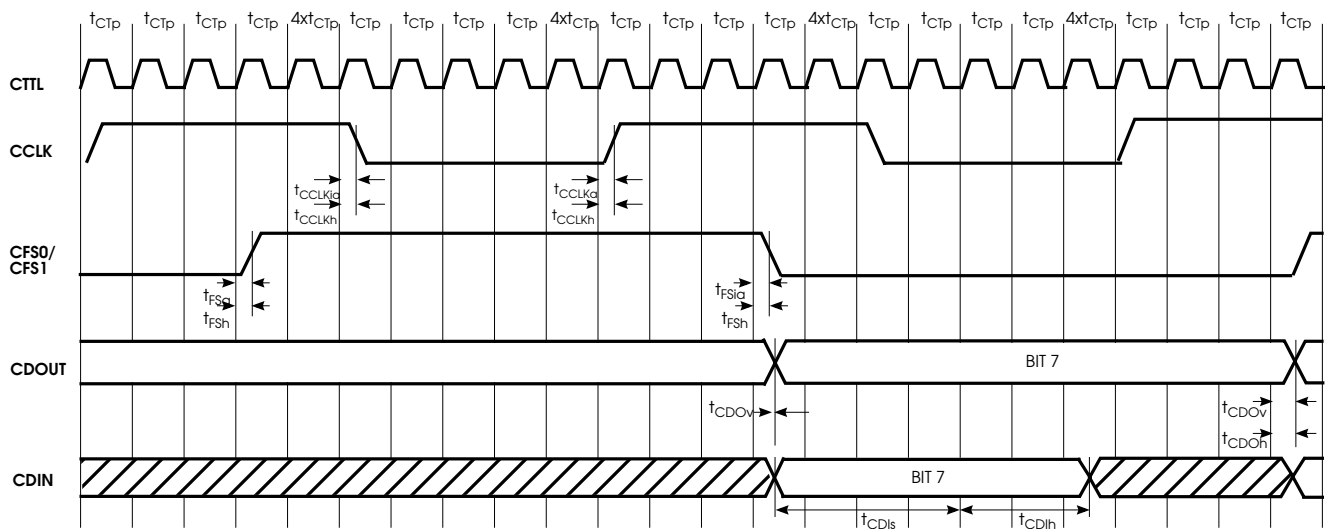 tCTp tCTp tCTp tCTp 4xtCTp tCTp tCTp tCTp tCTp 4xtCTp tCTp tCTp tCTp tCTp 4xtCTp tCTp tCTp tCTp tCTp 4xtCTp tCTp tCTp tCTp tCTp
CTTL
CCLK
tCCLKia
tCCLKa
tCCLKh
tCCLKh
CFS0/
CFS1
tFSa
tFSia
tFSh
tFSh
CDOUT
BIT 7
tCDOv
tCDOv
tCDOh
CDIN
BIT 7
tCDIs
tCDIh